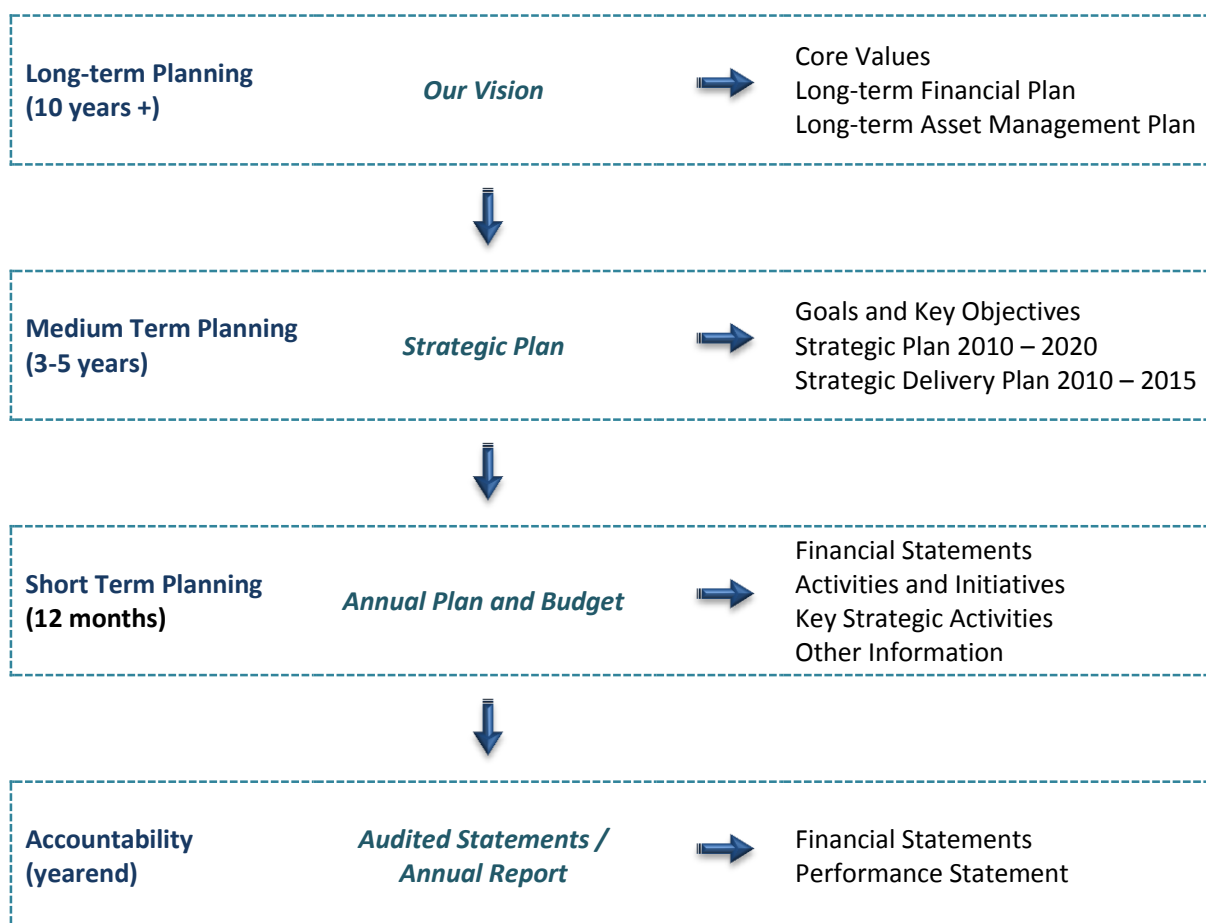 Long-term Planning
(10 years +)
Our Vision
Core Values
Long-term Financial Plan
Long-term Asset Management Plan
Medium Term Planning
(3-5 years)
Strategic Plan
Goals and Key Objectives
Strategic Plan 2010 – 2020
Strategic Delivery Plan 2010 – 2015
Short Term Planning
(12 months)
Annual Plan and Budget
Financial Statements
Activities and Initiatives
Key Strategic Activities
Other Information
Accountability
(yearend)
Audited Statements /
Annual Report
Financial Statements
Performance Statement